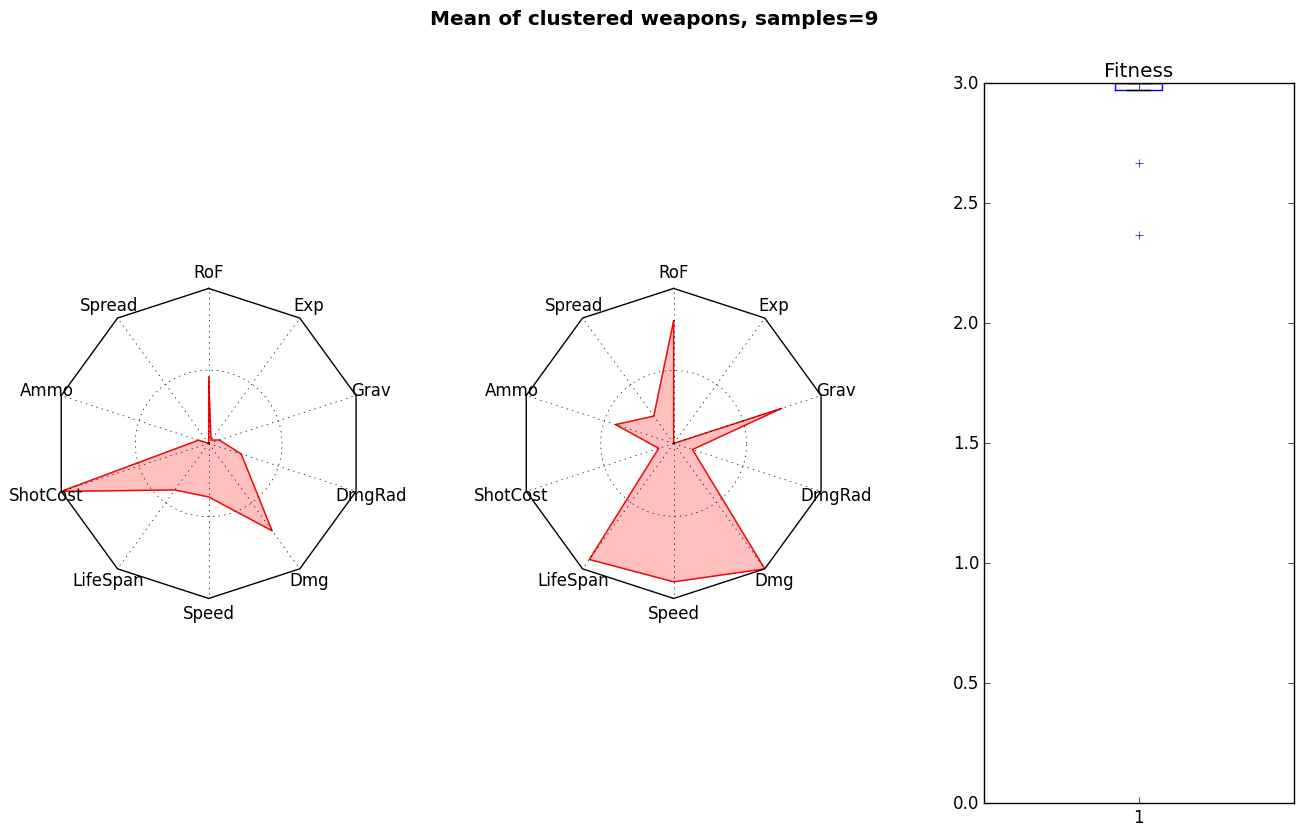 Mean of clustered weapons, samples=9
RoF
Exp
Spread
Grav
Ammo
DmgRad
ShotCost
Dmg
LifeSpan
Speed
RoF
Exp
Spread
Grav
Ammo
DmgRad
ShotCost
Dmg
LifeSpan
Speed
Fitness
3.0
2.5
2.0
1.5
1.0
0.5
0.0
1